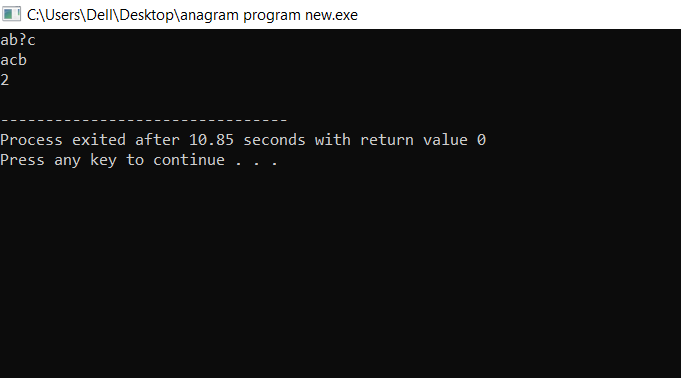 C:\Users\Dell\Desktop\anagram program new.exe
ab?c
acb
2
--------------------------------
Process exited after 10.85 seconds with return value 0
Press any key to continue . . .